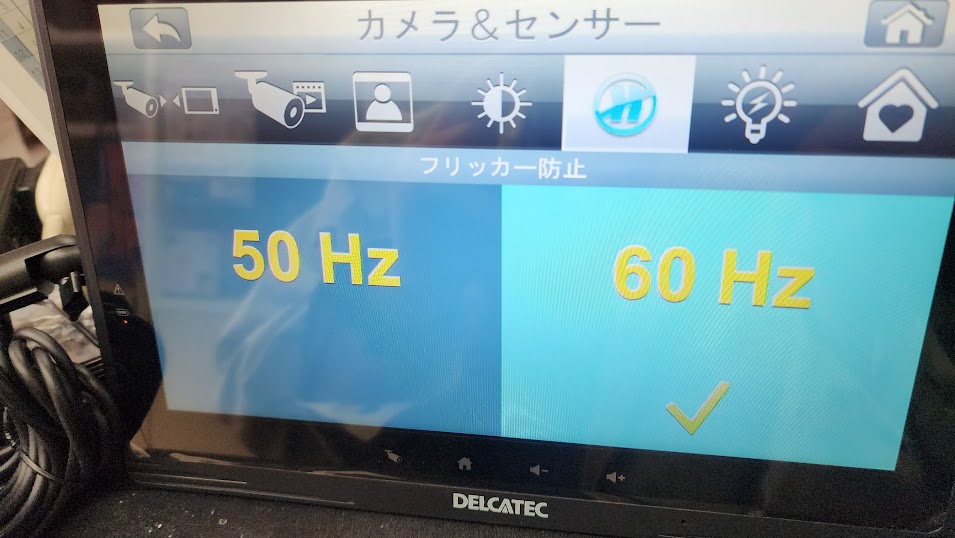 カメラ＆センサー
フリッカー防止
50 Hz
60 Hz
DELCATEC